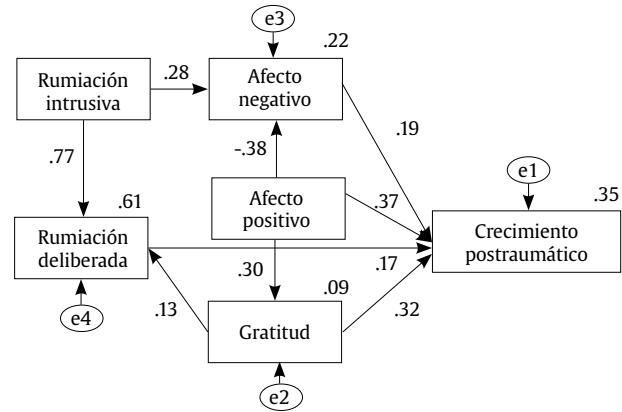 e3
.22
Rumiación
intrusiva
.28
Afecto
negativo
.19
.77
-.38
e1
.61
Afecto
positivo
.37
.35
Rumiación
deliberada
Crecimiento
postraumático
.30
.17
.13
.09
.32
e4
Gratitud
e2